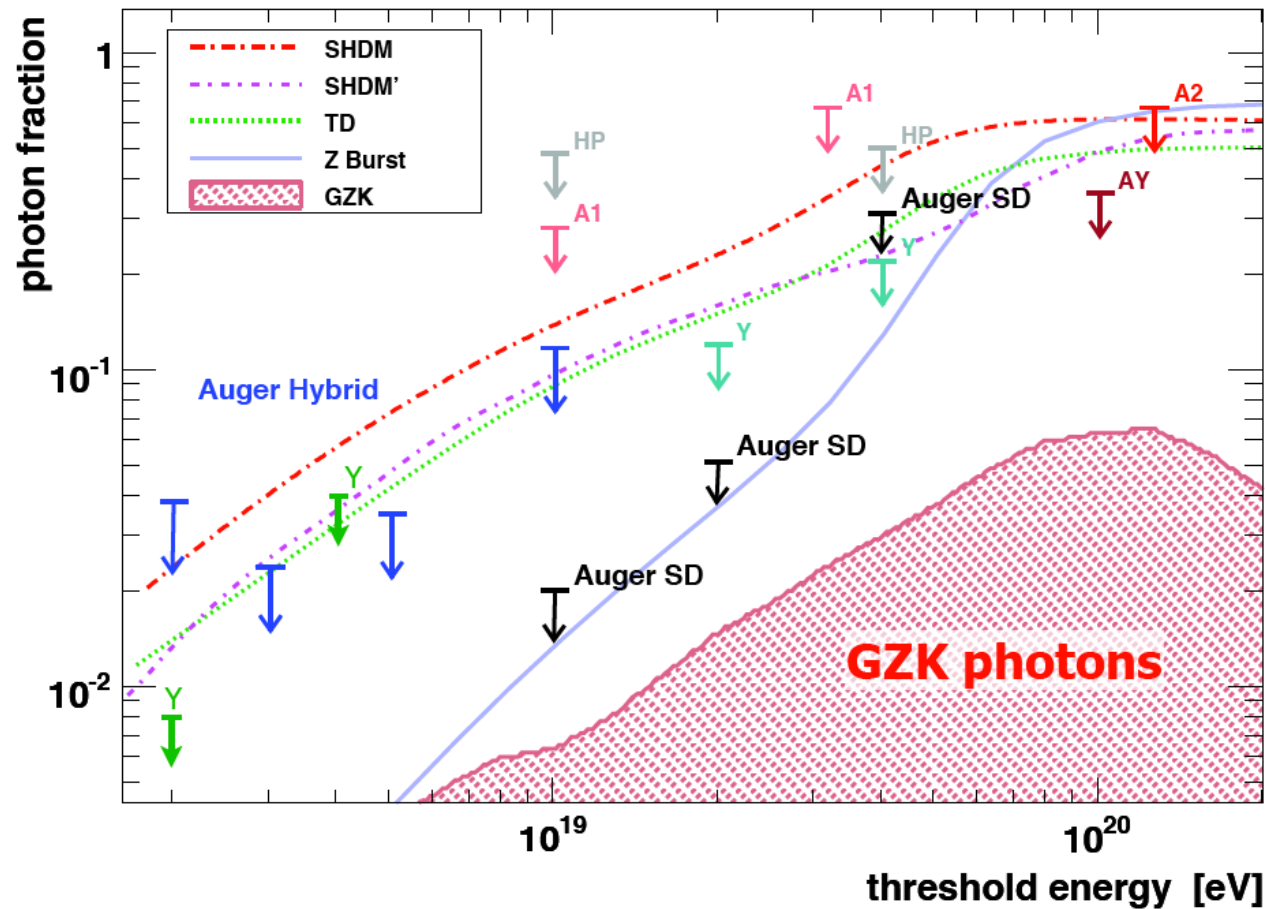 photon fraction
1
10-1
10-2
SHDM
SHDM'
TD
Z Burst
GZK
A1
A2
HP
HP
AY
A1
Auger SD
Y
Y
Auger Hybrid
Auger SD
Y
Auger SD
Y
GZK photons
1019
1020
threshold energy [eV]